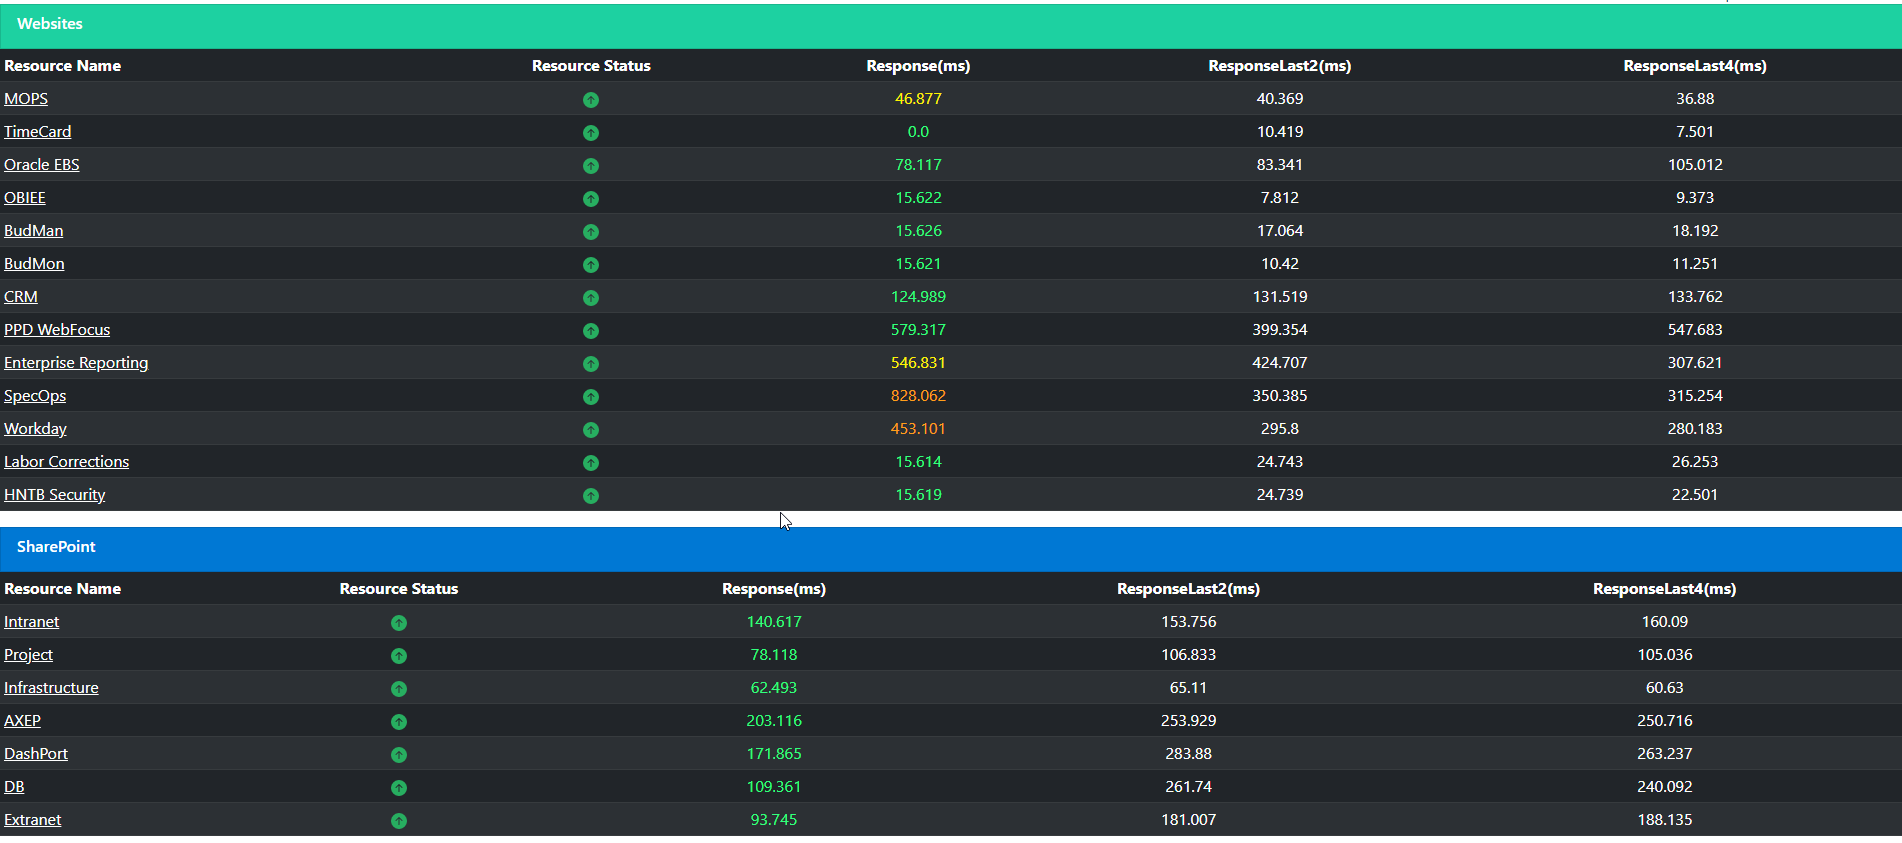 Websites
Resource Name Resource Status Response(ms) ResponseLast2(ms) ResponseLast4(ms)
MOPS 46.877 40.369 36.88
TimeCard 0.0 10.419 7.501
Oracle EBS 78.117 83.341 105.012
OBIEE 15.622 7.812 9.373
BudMan 15.626 17.064 18.192
BudMon 15.621 10.42 11.251
CRM 124.989 131.519 133.762
PPD WebFocus 579.317 399.354 547.683
Enterprise Reporting 546.831 424.707 307.621
SpecOps 828.062 350.385 315.254
Workday 453.101 295.8 280.183
Labor Corrections 15.614 24.743 26.253
HNTB Security 15.619 24.739 22.501
SharePoint
Resource Name Resource Status Response(ms) ResponseLast2(ms) ResponseLast4(ms)
Intranet 140.617 153.756 160.09
Project 78.118 106.833 105.036
Infrastructure 62.493 65.11 60.63
AXEP 203.116 253.929 250.716
DashPort 171.865 283.88 263.237
DB 109.361 261.74 240.092
Extranet 93.745 181.007 188.135